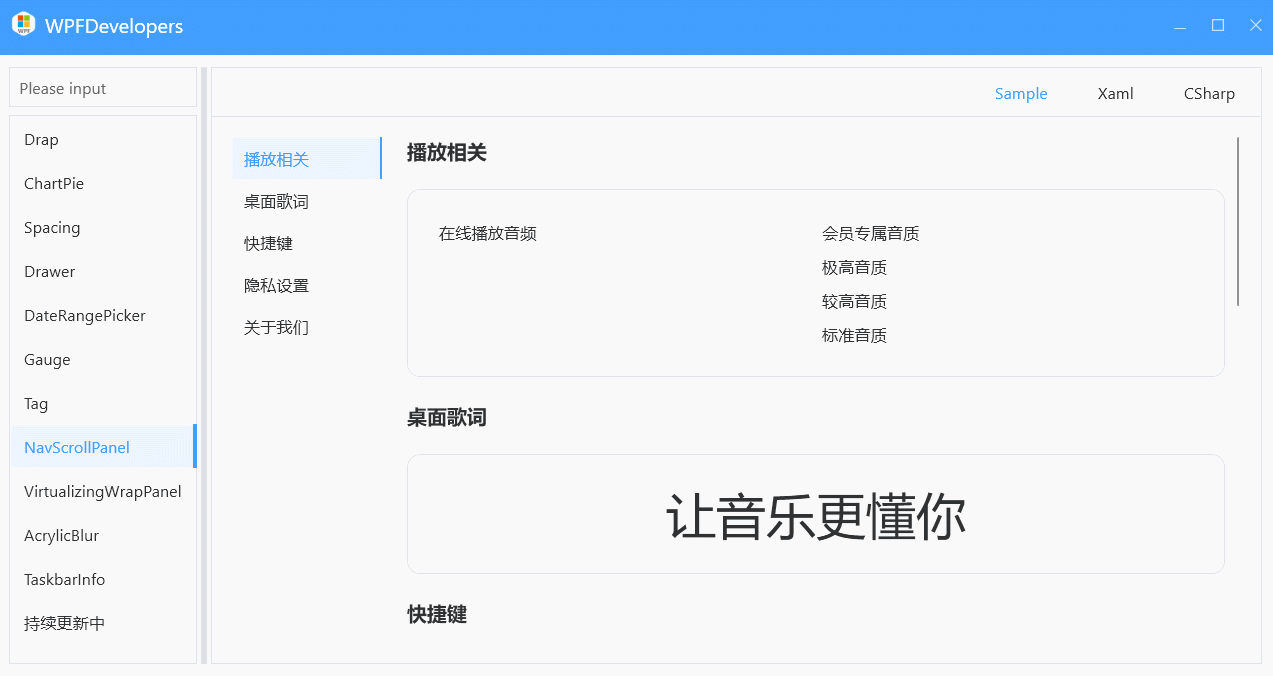 WPFDevelopers
Please input
Drap
ChartPie
Spacing
Drawer
DateRangePicker
Gauge
Tag
NavScrollPanel
VirtualizingWrapPanel
AcrylicBlur
TaskbarInfo
持续更新中
Sample Xaml CSharp
播放相关
桌面歌词
快捷键
隐私设置
关于我们
播放相关
在线播放音频
会员专属音质
极高音质
较高音质
标准音质
桌面歌词
让音乐更懂你
快捷键